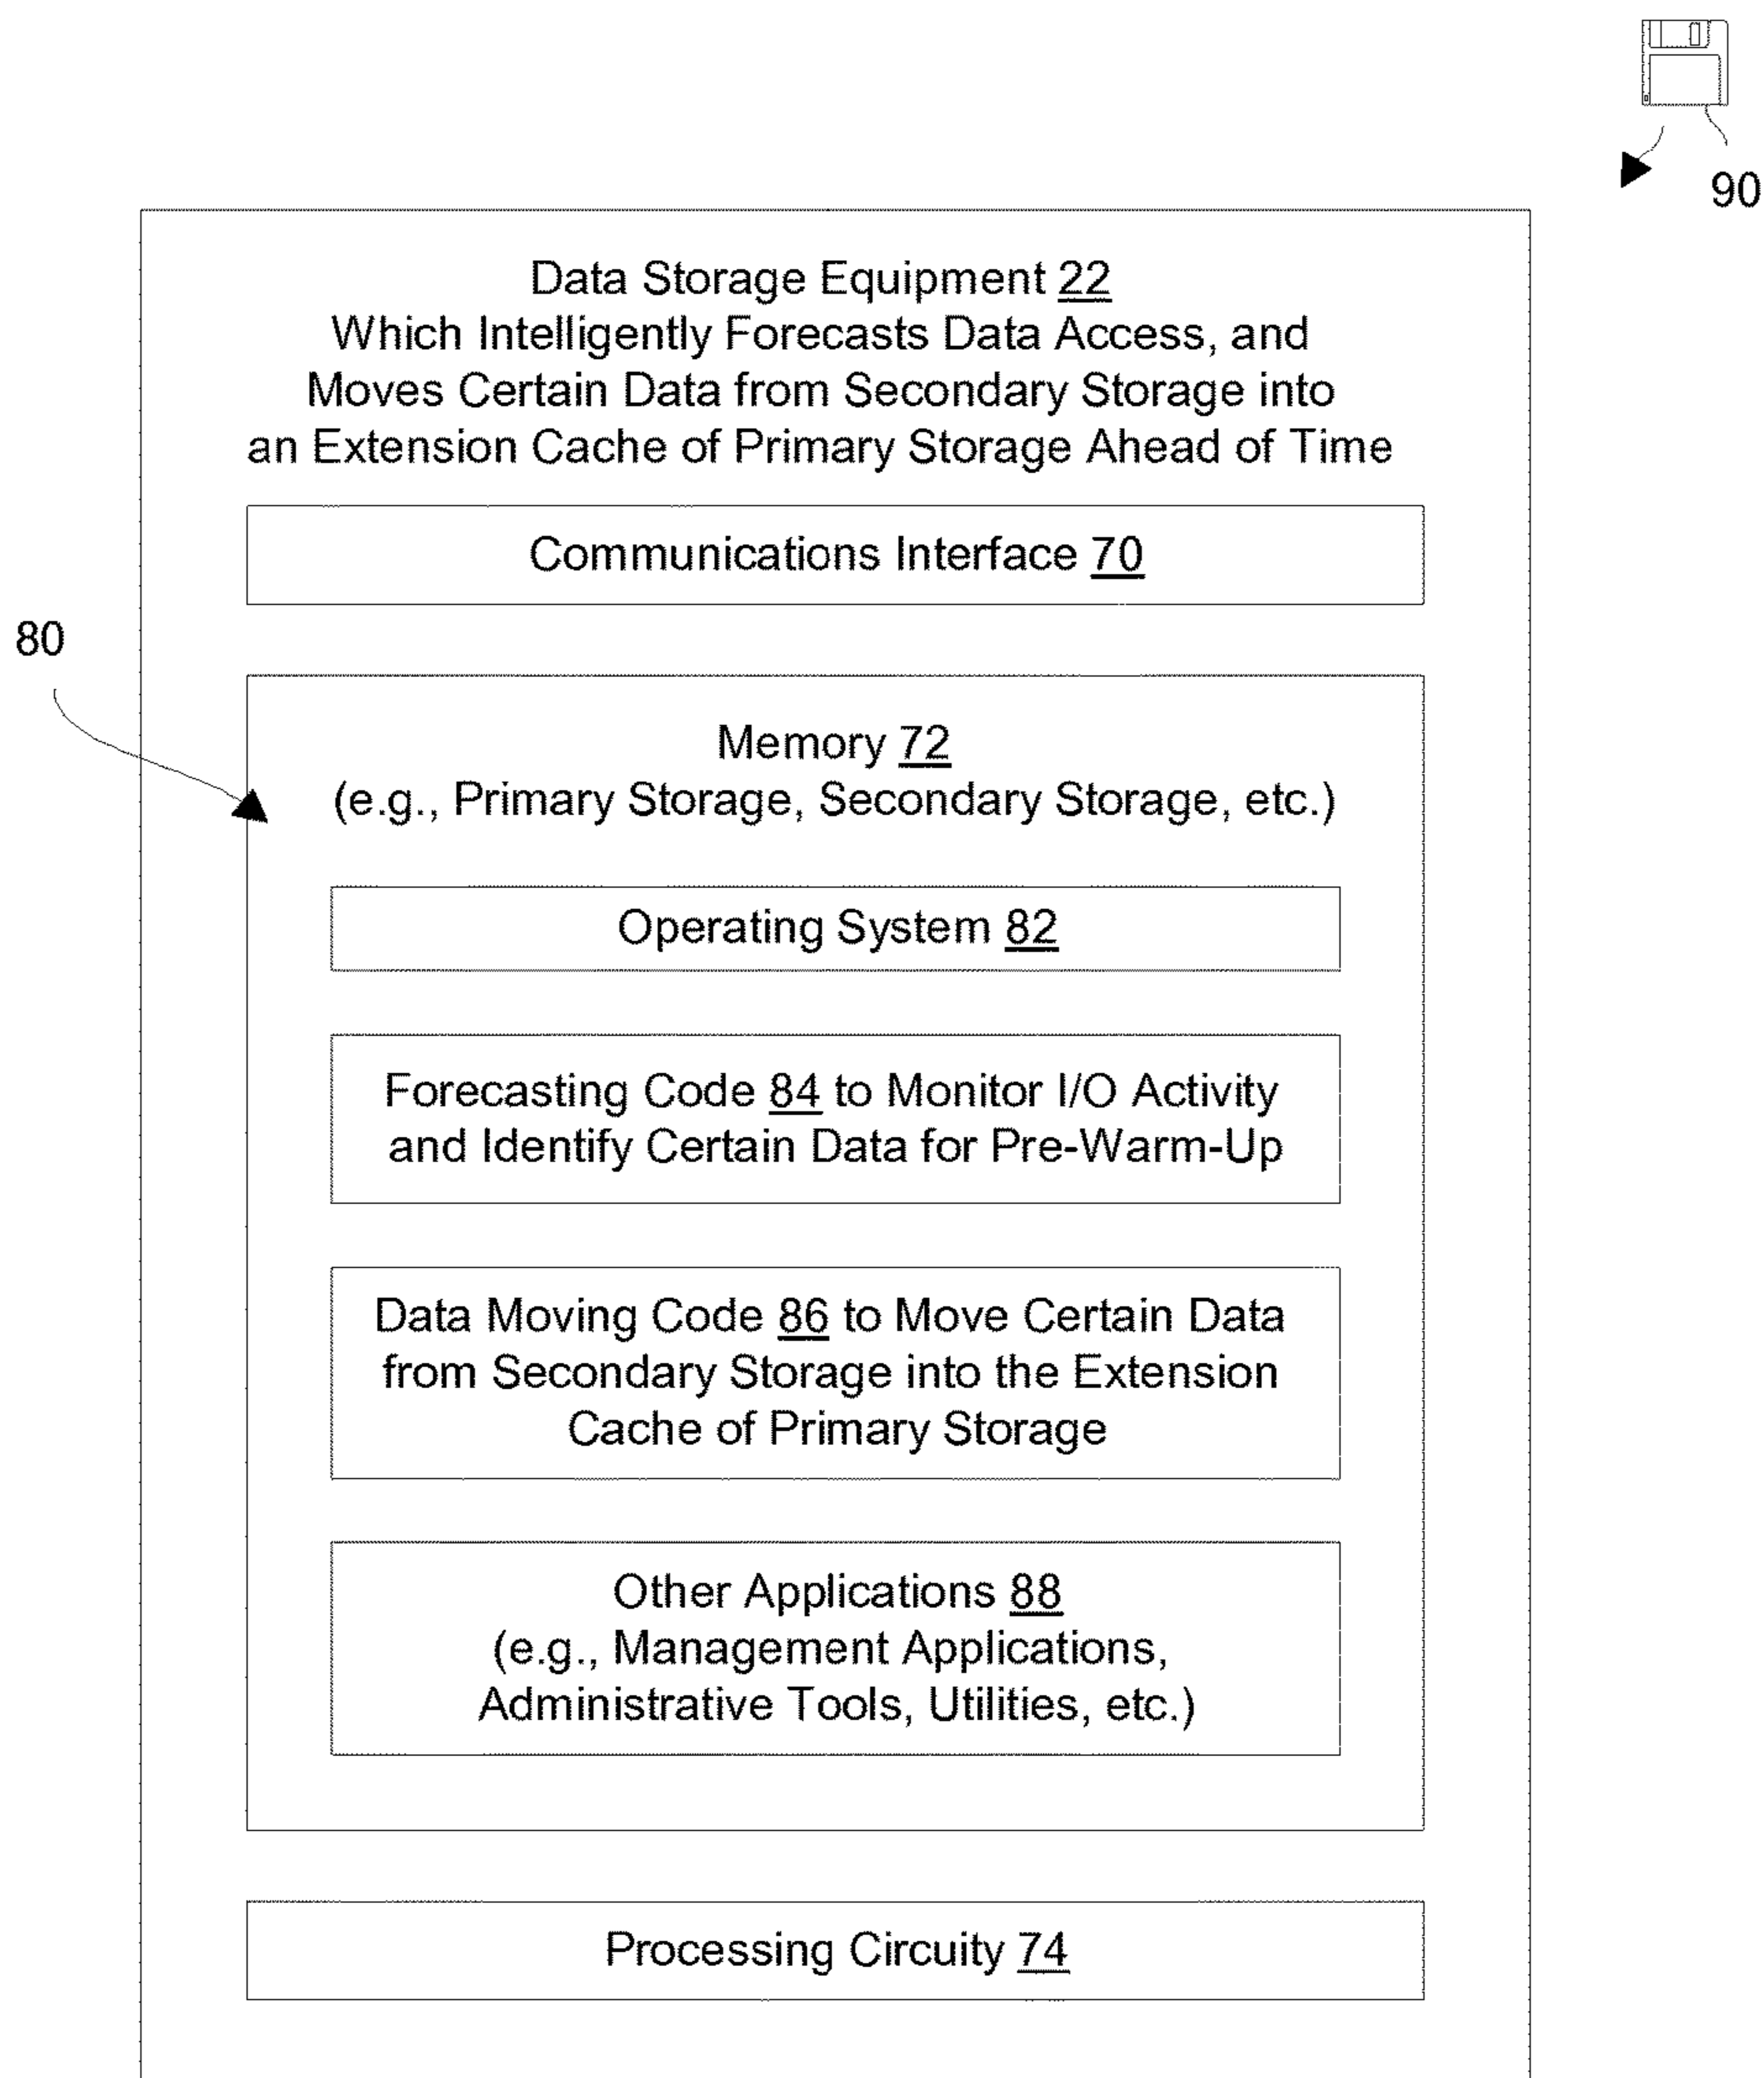 90
Data Storage Equipment 22
Which Intelligently Forecasts Data Access, and
Moves Certain Data from Secondary Storage into
an Extension Cache of Primary Storage Ahead of Time
Communications Interface 70
80
Memory 72
(e.g., Primary Storage, Secondary Storage, etc.)
Operating System 82
Forecasting Code 84 to Monitor I/O Activity
and Identify Certain Data for Pre-Warm-Up
Data Moving Code 86 to Move Certain Data
from Secondary Storage into the Extension
Cache of Primary Storage
Other Applications 88
(e.g., Management Applications,
Administrative Tools, Utilities, etc.)
Processing Circuity 74